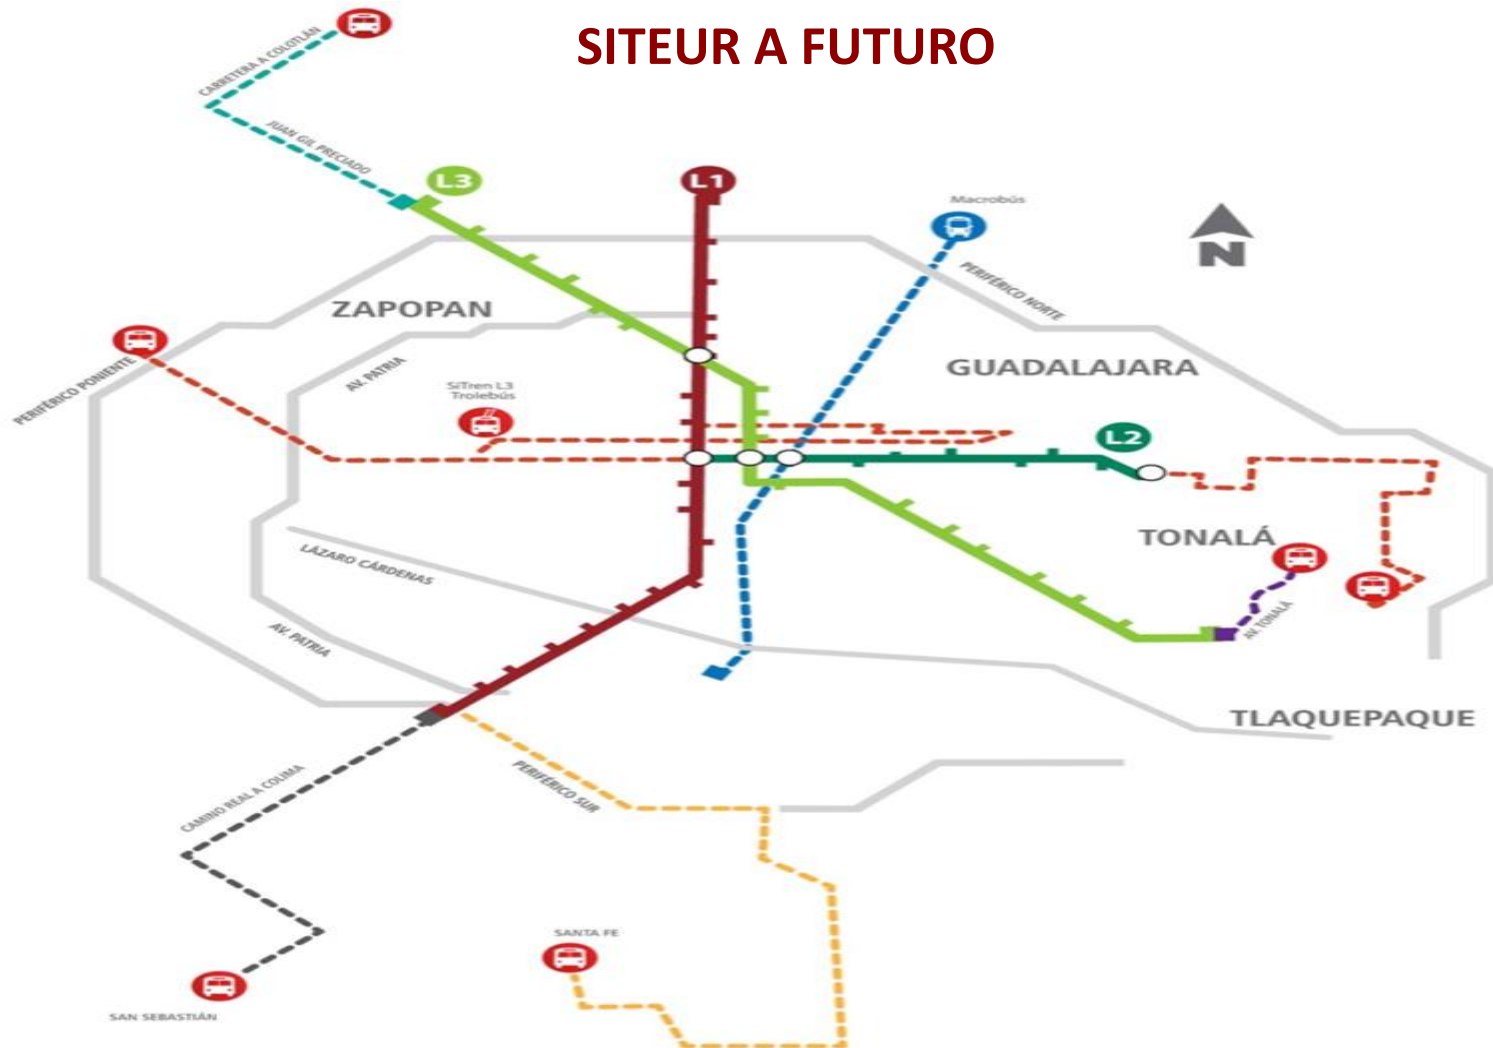 SITEUR A FUTURO
CARRETERA A COLOTLÁN
JUAN GIL PRECIADO
L3
L1
Macrobús
N
PERIFÉRICO NORTE
ZAPOPAN
GUADALAJARA
PERIFÉRICO PONIENTE
AV. PATRIA
SiTren L3
Trolebús
L2
TONALÁ
LÁZARO CÁRDENAS
AV. TONALÁ
AV. PATRIA
TLAQUEPAQUE
CAMINO REAL A COLIMA
PERIFÉRICO SUR
SANTA FE
SAN SEBASTIÁN